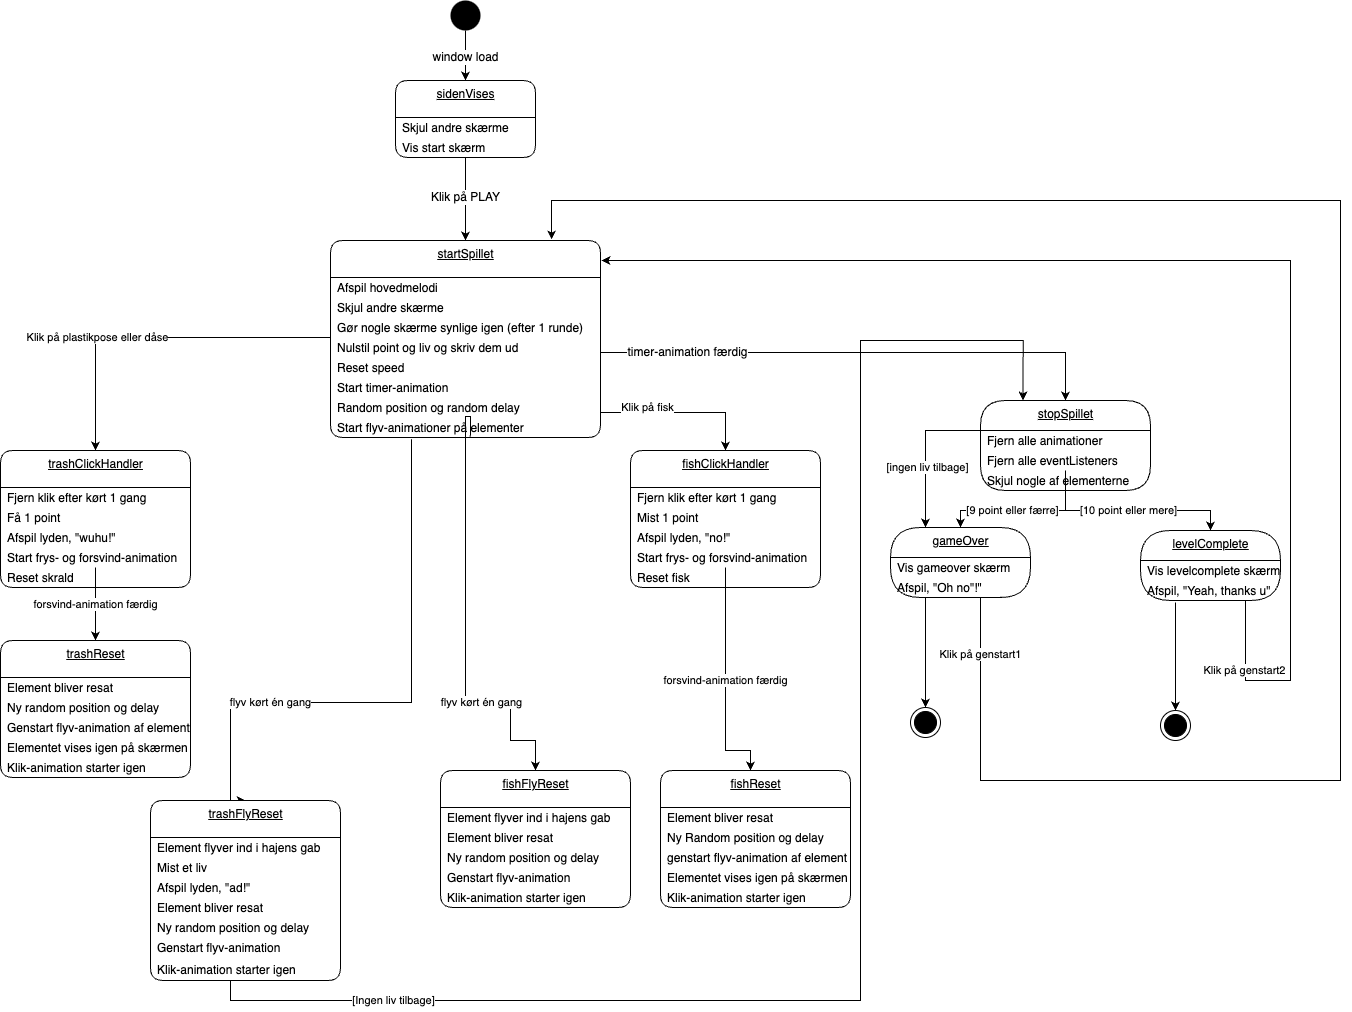 window load
sidenVises
Skjul andre skærme
Vis start skærm
Klik på PLAY
startSpillet
Afspil hovedmelodi
Skjul andre skærme
Gør nogle skærme synlige igen (efter 1 runde)
Nulstil point og liv og skriv dem ud
Reset speed
Start timer-animation
Random position og random delay
Start flyv-animationer på elementer
Klik på plastikpose eller dåse
timer-animation færdig
Klik på fisk
stopSpillet
Fjern alle animationer
Fjern alle eventListeners
Skjul nogle af elementerne
[ingen liv tilbage]
[9 point eller færre]
[10 point eller mere]
trashClickHandler
Fjern klik efter kørt 1 gang
Få 1 point
Afspil lyden, "wuhu!"
Start frys- og forsvind-animation
Reset skrald
fishClickHandler
Fjern klik efter kørt 1 gang
Mist 1 point
Afspil lyden, "no!"
Start frys- og forsvind-animation
Reset fisk
gameOver
Vis gameover skærm
Afspil, "Oh no"!"
levelComplete
Vis levelcomplete skærm
Afspil, "Yeah, thanks u"
forsvind-animation færdig
trashReset
Element bliver resat
Ny random position og delay
Genstart flyv-animation af element
Elementet vises igen på skærmen
Klik-animation starter igen
Klik på genstart1
Klik på genstart2
forsvind-animation færdig
flyv kørt én gang
flyv kørt én gang
trashFlyReset
Element flyver ind i hajens gab
Mist et liv
Afspil lyden, "ad!"
Element bliver resat
Ny random position og delay
Genstart flyv-animation
Klik-animation starter igen
fishFlyReset
Element flyver ind i hajens gab
Element bliver resat
Ny random position og delay
Genstart flyv-animation
Klik-animation starter igen
fishReset
Element bliver resat
Ny Random position og delay
genstart flyv-animation af element
Elementet vises igen på skærmen
Klik-animation starter igen
[Ingen liv tilbage]